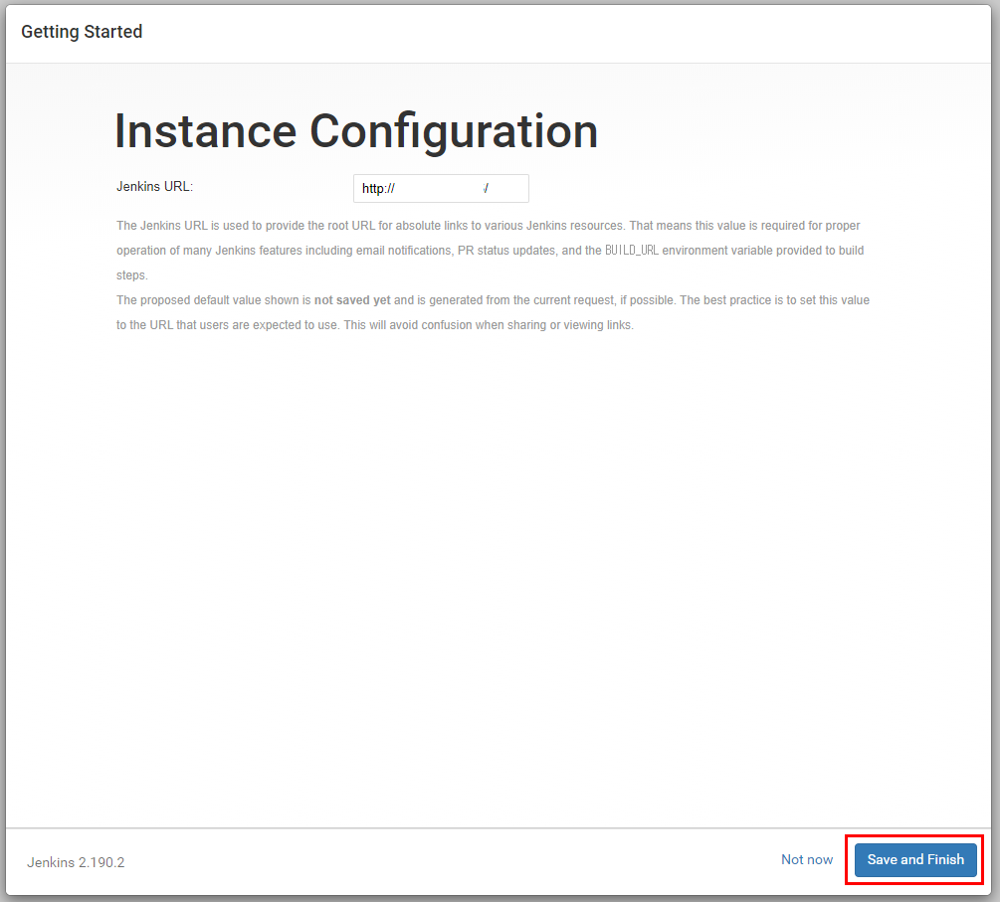 Getting Started
Instance Configuration
Jenkins URL:
http:// /
The Jenkins URL is used to provide the root URL for absolute links to various Jenkins resources. That means this value is required for proper
operation of many Jenkins features including email notifications, PR status updates, and the BUILD_URL environment variable provided to build
steps.
The proposed default value shown is not saved yet and is generated from the current request, if possible. The best practice is to set this value
to the URL that users are expected to use. This will avoid confusion when sharing or viewing links.
Jenkins 2.190.2
Not now
Save and Finish